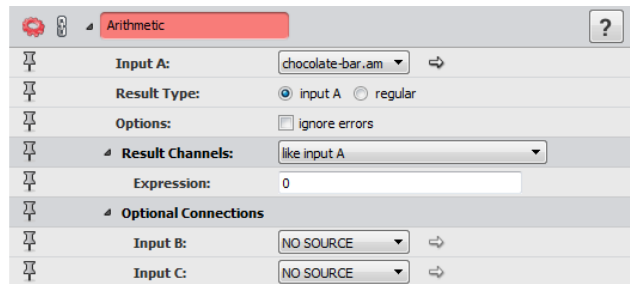 Arithmetic ?
Input A: chocolate-bar.am
Result Type: input A regular
Options: ignore errors
Result Channels: like input A
Expression: 0
Optional Connections
Input B: NO SOURCE
Input C: NO SOURCE